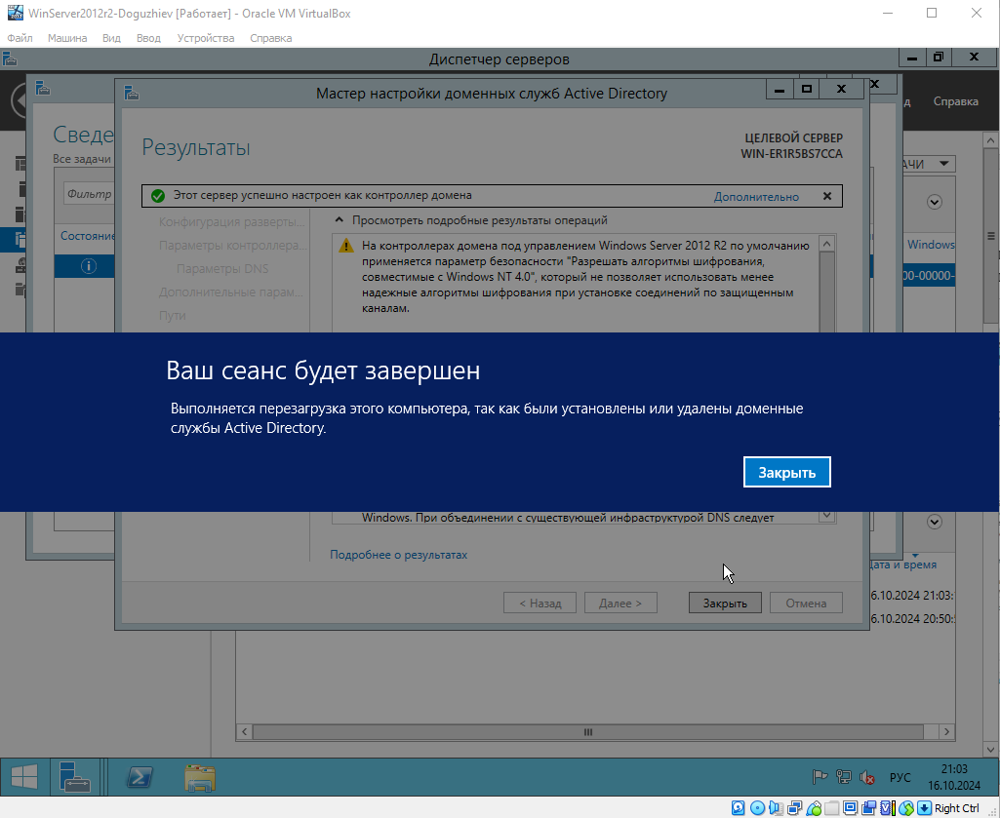 WinServer2012r2-Doguzhiev [Работает] - Oracle VM VirtualBox
Файл Машина Вид Ввод Устройства Справка
Диспетчер серверов
Мастер настройки доменных служб Active Directory
Справка
Сведе
Все задачи
Фильтр
Состояние
Результаты
ЦЕЛЕВОЙ СЕРВЕР
WIN-ER1R5BS7CCA
Этот сервер успешно настроен как контроллер домена
Дополнительно
Конфигурация разверты...
Параметры контроллера...
Параметры DNS
Дополнительные парам...
Пути
Просмотреть подробные результаты операций
На контроллерах домена под управлением Windows Server 2012 R2 по умолчанию
применяется параметр безопасности "Разрешать алгоритмы шифрования,
совместимые с Windows NT 4.0", который не позволяет использовать менее
надежные алгоритмы шифрования при установке соединений по защищенным
каналам.
АЧИ
Windows
00-00000-
Ваш сеанс будет завершен
Выполняется перезагрузка этого компьютера, так как были установлены или удалены доменные
службы Active Directory.
Закрыть
Windows. При объединении с существующей инфраструктурой DNS следует
Подробнее о результатах
Дата и время
6.10.2024 21:03:
6.10.2024 20:50:
< Назад Далее > Закрыть Отмена
РУС
21:03
16.10.2024
Right Ctrl